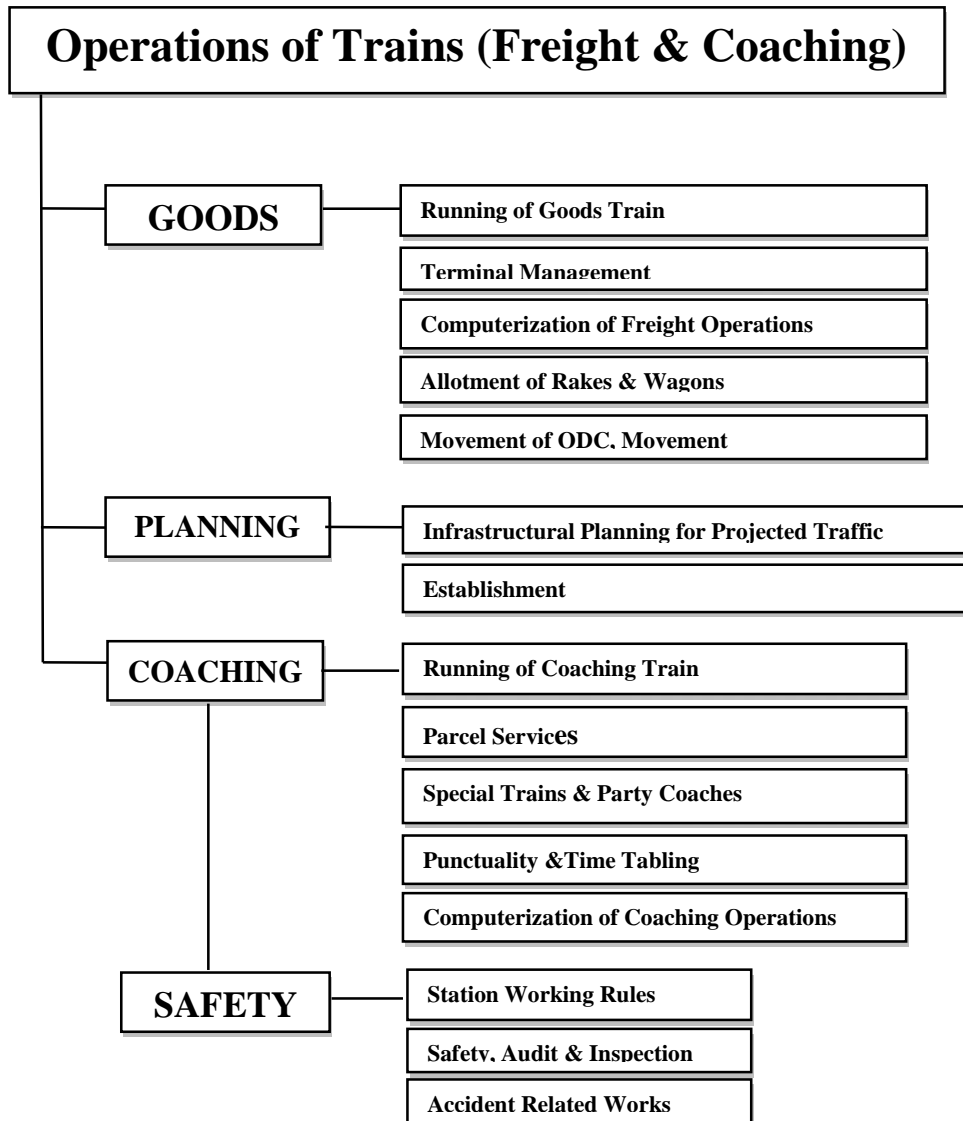 Operations of Trains (Freight & Coaching)
GOODS
Running of Goods Train
Terminal Management
Computerization of Freight Operations
Allotment of Rakes & Wagons
Movement of ODC, Movement
PLANNING
Infrastructural Planning for Projected Traffic
Establishment
COACHING
Running of Coaching Train
Parcel Services
Special Trains & Party Coaches
Punctuality &Time Tabling
Computerization of Coaching Operations
SAFETY
Station Working Rules
Safety, Audit & Inspection
Accident Related Works